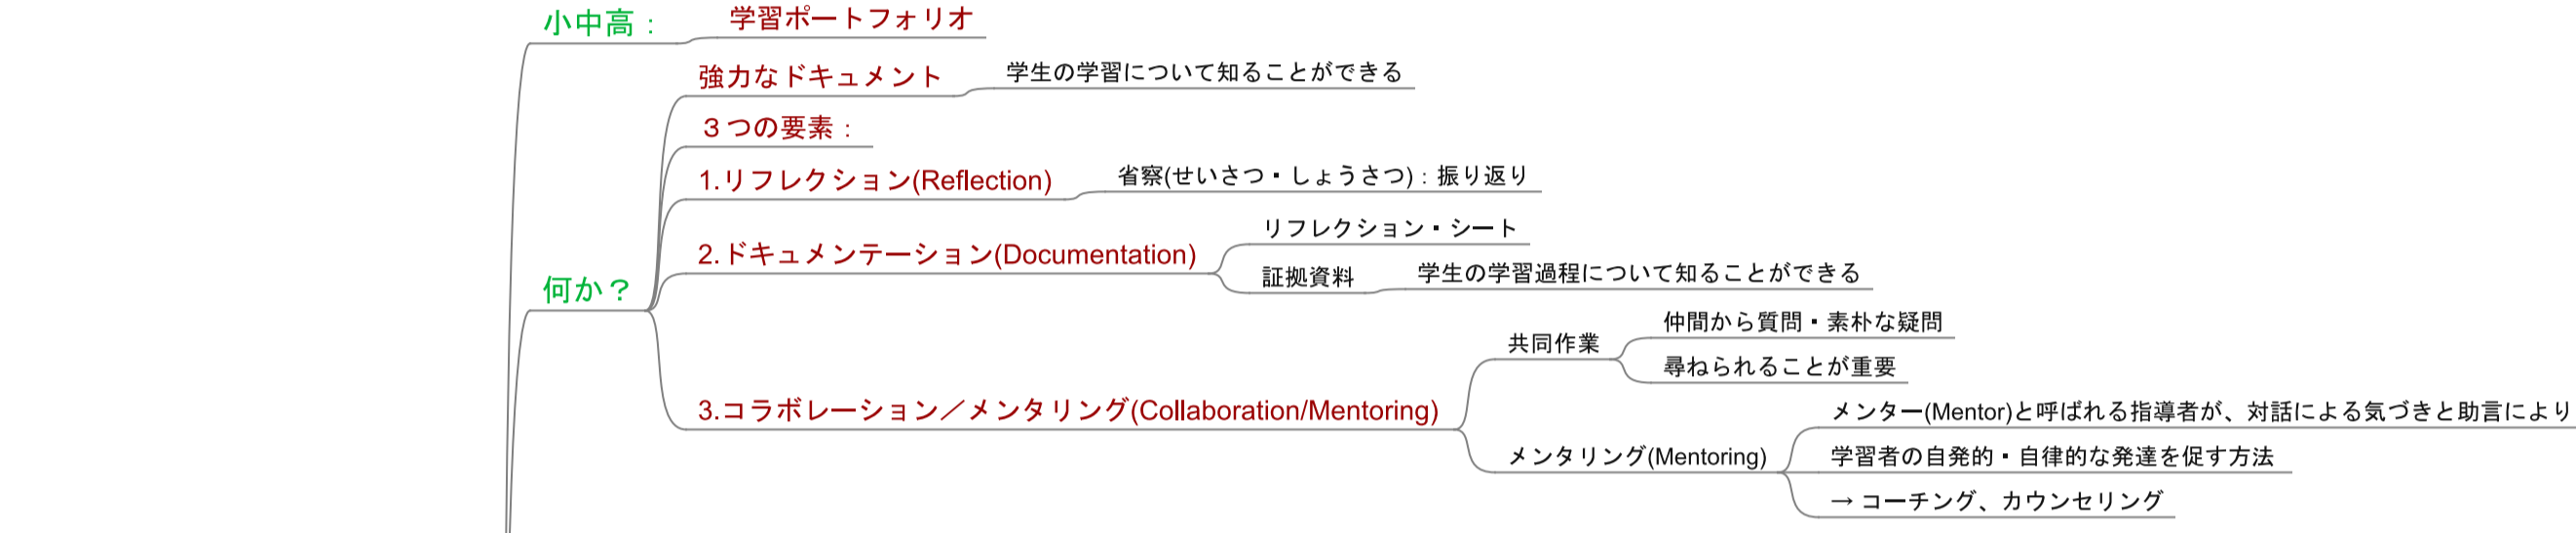 小中高：
学習ポートフォリオ
強力なドキュメント
学生の学習について知ることができる
３つの要素：
1.リフレクション(Reflection)
省察(せいさつ・しょうさつ)：振り返り
何か？
2.ドキュメンテーション(Documentation)
リフレクション・シート
証拠資料
学生の学習過程について知ることができる
3.コラボレーション／メンタリング(Collaboration/Mentoring)
共同作業
仲間から質問・素朴な疑問
尋ねられることが重要
メンタリング(Mentoring)
メンター(Mentor)と呼ばれる指導者が、対話による気づきと助言により
学習者の自発的・自律的な発達を促す方法
→ コーチング、カウンセリング